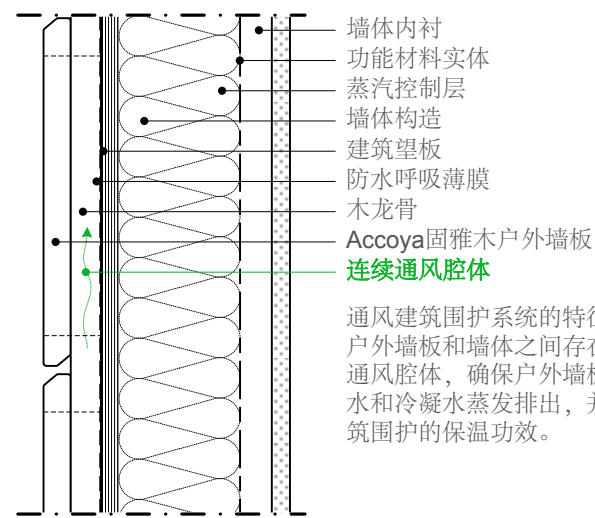 墙体内衬
功能材料实体
蒸汽控制层
墙体构造
建筑望板
防水呼吸薄膜
木龙骨
Accoya固雅木户外墙板
连续通风腔体
通风建筑围护系统的特
户外墙板和墙体之间存
通风腔体，确保户外墙
水和冷凝水蒸发排出，
筑围护的保温功效。